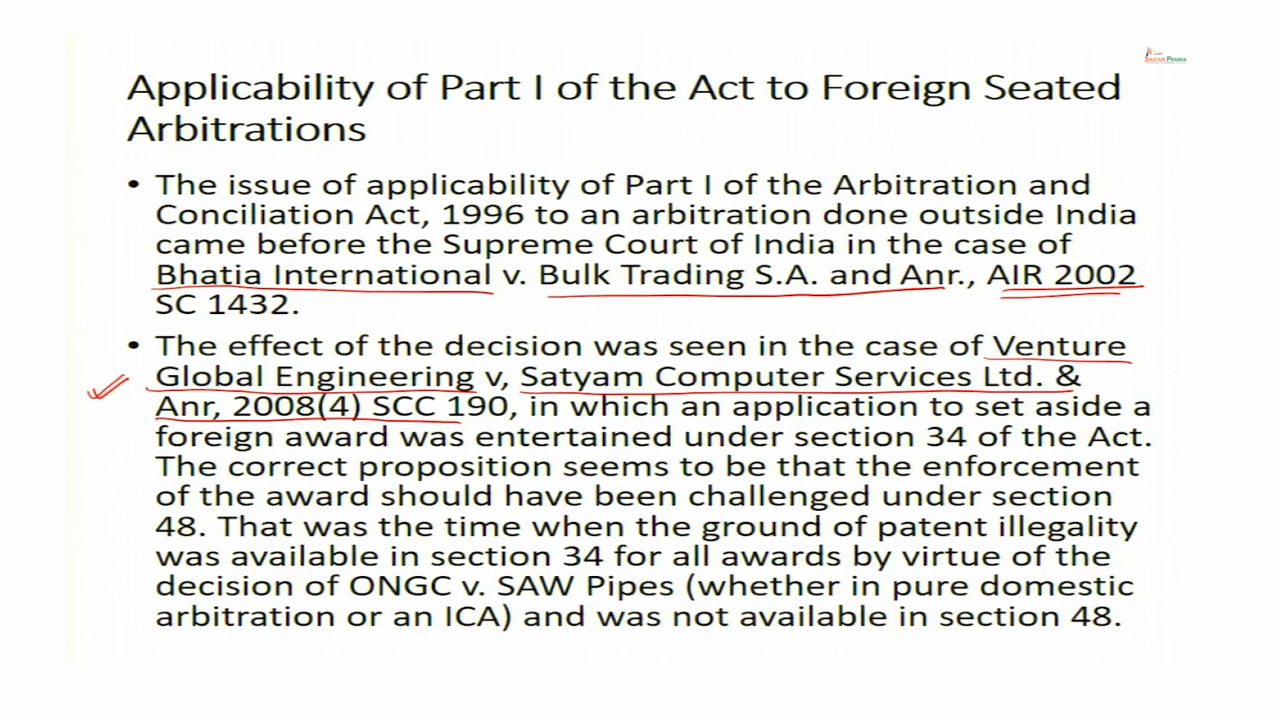 SWAYAM PRABHA
Applicability of Part I of the Act to Foreign Seated
Arbitrations
• The issue of applicability of Part I of the Arbitration and
Conciliation Act, 1996 to an arbitration done outside India
came before the Supreme Court of India in the case of
Bhatia International v. Bulk Trading S.A. and Anr., AIR 2002
SC 1432.
• The effect of the decision was seen in the case of Venture
Global Engineering v, Satyam Computer Services Ltd. &
Anr, 2008(4) SCC 190, in which an application to set aside a
foreign award was entertained under section 34 of the Act.
The correct proposition seems to be that the enforcement
of the award should have been challenged under section
48. That was the time when the ground of patent illegality
was available in section 34 for all awards by virtue of the
decision of ONGC v. SAW Pipes (whether in pure domestic
arbitration or an ICA) and was not available in section 48.